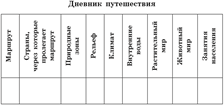 Дневник путешествия
Маршрут
Страны,
через которые
пролегает
маршрут
Природные
зоны
Рельеф
Климат
Внутренние
воды
Растительный
мир
Животный
мир
Занятия
населения